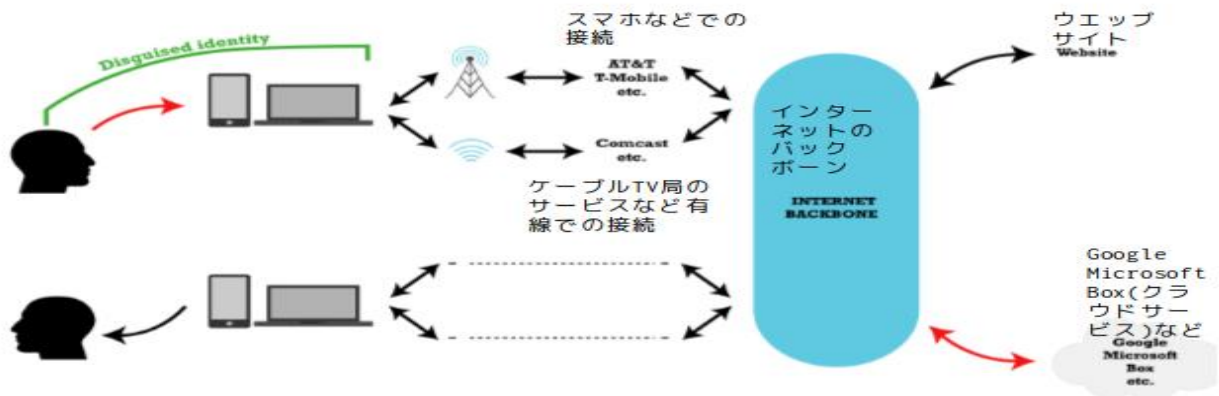 Disguised identity
スマホなどでの
接続
AT&T
T-Mobile
etc.
Comcast
etc.
ケーブルTV局の
サービスなど有
線での接続
インター
ネットの
バック
ボーン
INTERNET
BACKBONE
ウエッブ
サイト
Website
Google
Microsoft
Box(クラ
ウドサー
ビス)など
Google
Microsoft
Box
etc.